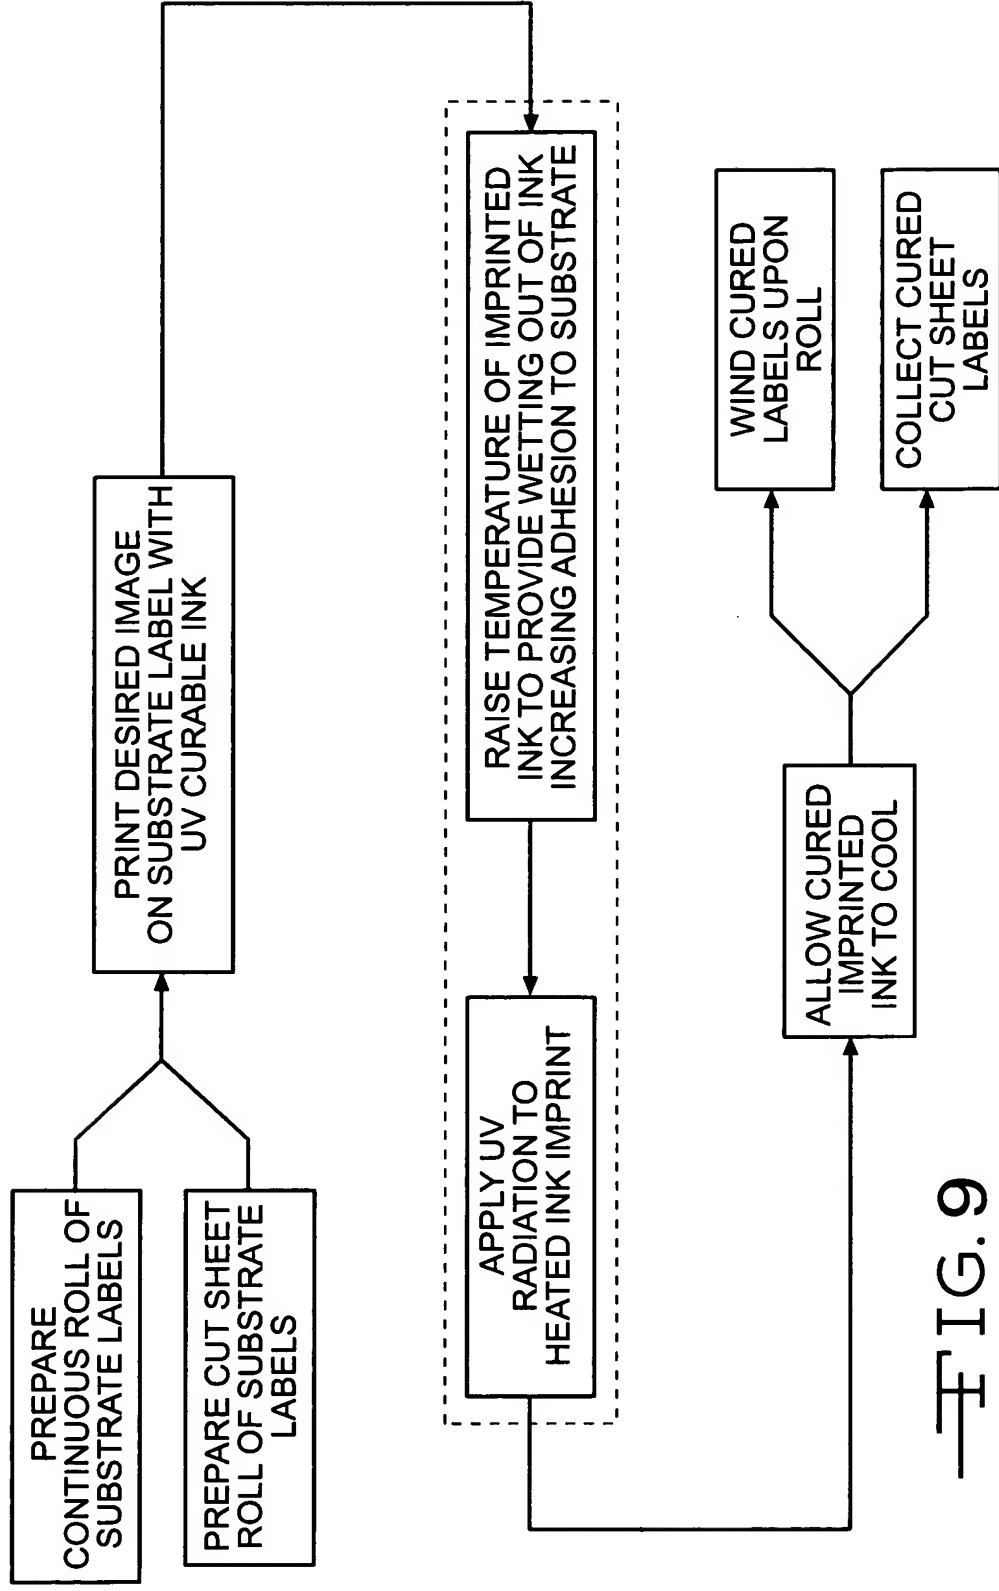 PREPARE
CONTINUOUS ROLL OF
SUBSTRATE LABELS
PREPARE CUT SHEET
ROLL OF SUBSTRATE
LABELS
PRINT DESIRED IMAGE
ON SUBSTRATE LABEL WITH
UV CURABLE INK
RAISE TEMPERATURE OF IMPRINTED
INK TO PROVIDE WETTING OUT OF INK
INCREASING ADHESION TO SUBSTRATE
APPLY UV
RADIATION TO
HEATED INK IMPRINT
ALLOW CURED
IMPRINTED
INK TO COOL
WIND CURED
LABELS UPON
ROLL
COLLECT CURED
CUT SHEET
LABELS
FIG. 9